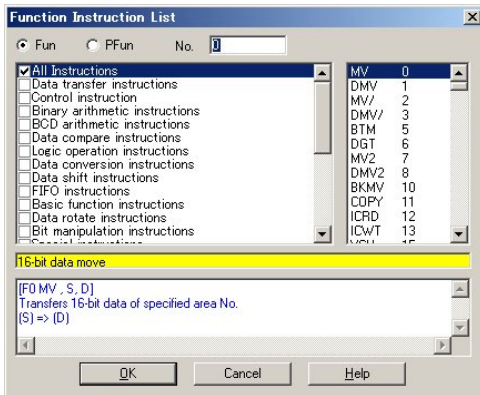 Function Instruction List
Fun PFun No. 0
All Instructions
Data transfer instructions
Control instruction
Binary arithmetic instructions
BCD arithmetic instructions
Data compare instructions
Logic operation instructions
Data conversion instructions
Data shift instructions
FIFO instructions
Basic function instructions
Data rotate instructions
Bit manipulation instructions
Special instructions
MV 0
DMV 1
MV/ 2
DMV/ 3
BTM 5
DGT 6
MV2 7
DMV2 8
BKMV 10
COPY 11
ICRD 12
ICWT 13
16-bit data move
[F0 MV , S, D]
Transfers 16-bit data of specified area No.
(S) => (D)
OK Cancel Help